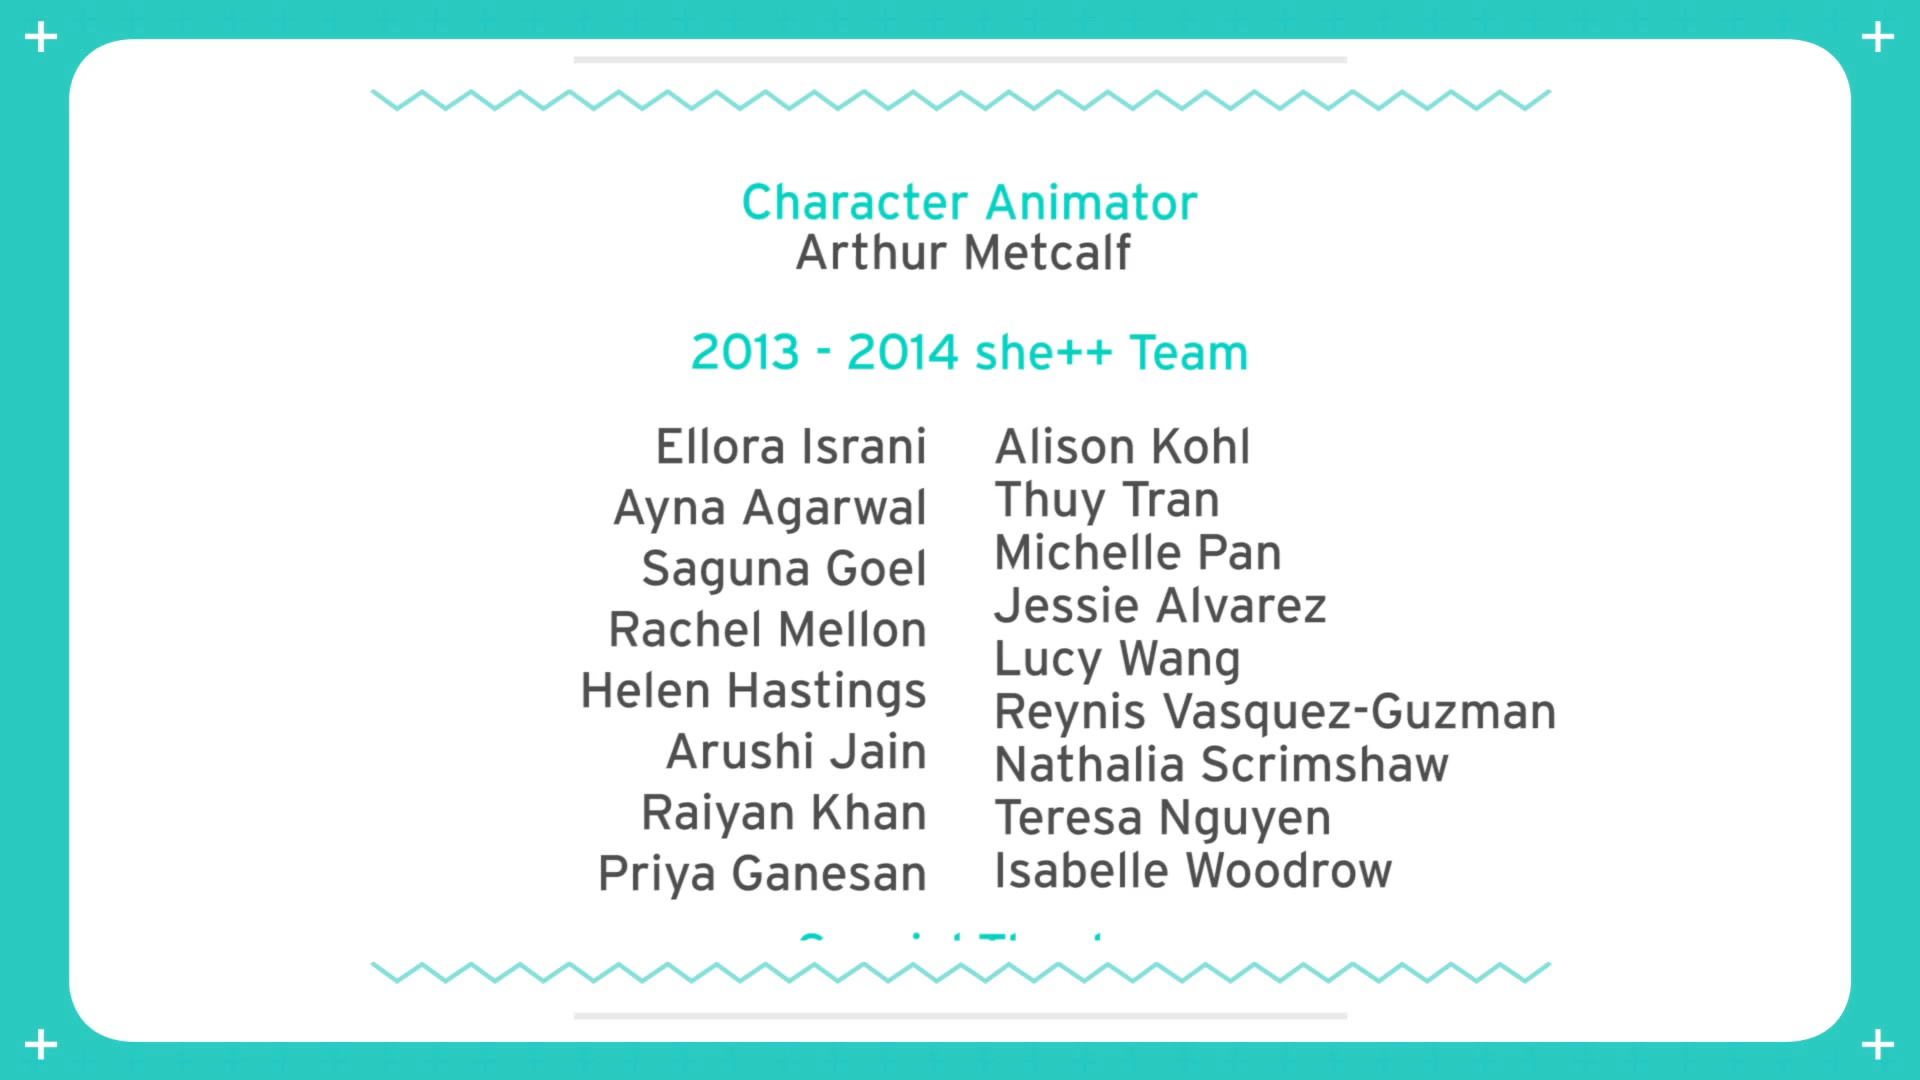 Character Animator
Arthur Metcalf
2013 - 2014 she++ Team
Ellora Israni
Ayna Agarwal
Saguna Goel
Rachel Mellon
Helen Hastings
Arushi Jain
Raiyan Khan
Priya Ganesan
Alison Kohl
Thuy Tran
Michelle Pan
Jessie Alvarez
Lucy Wang
Reynis Vasquez-Guzman
Nathalia Scrimshaw
Teresa Nguyen
Isabelle Woodrow